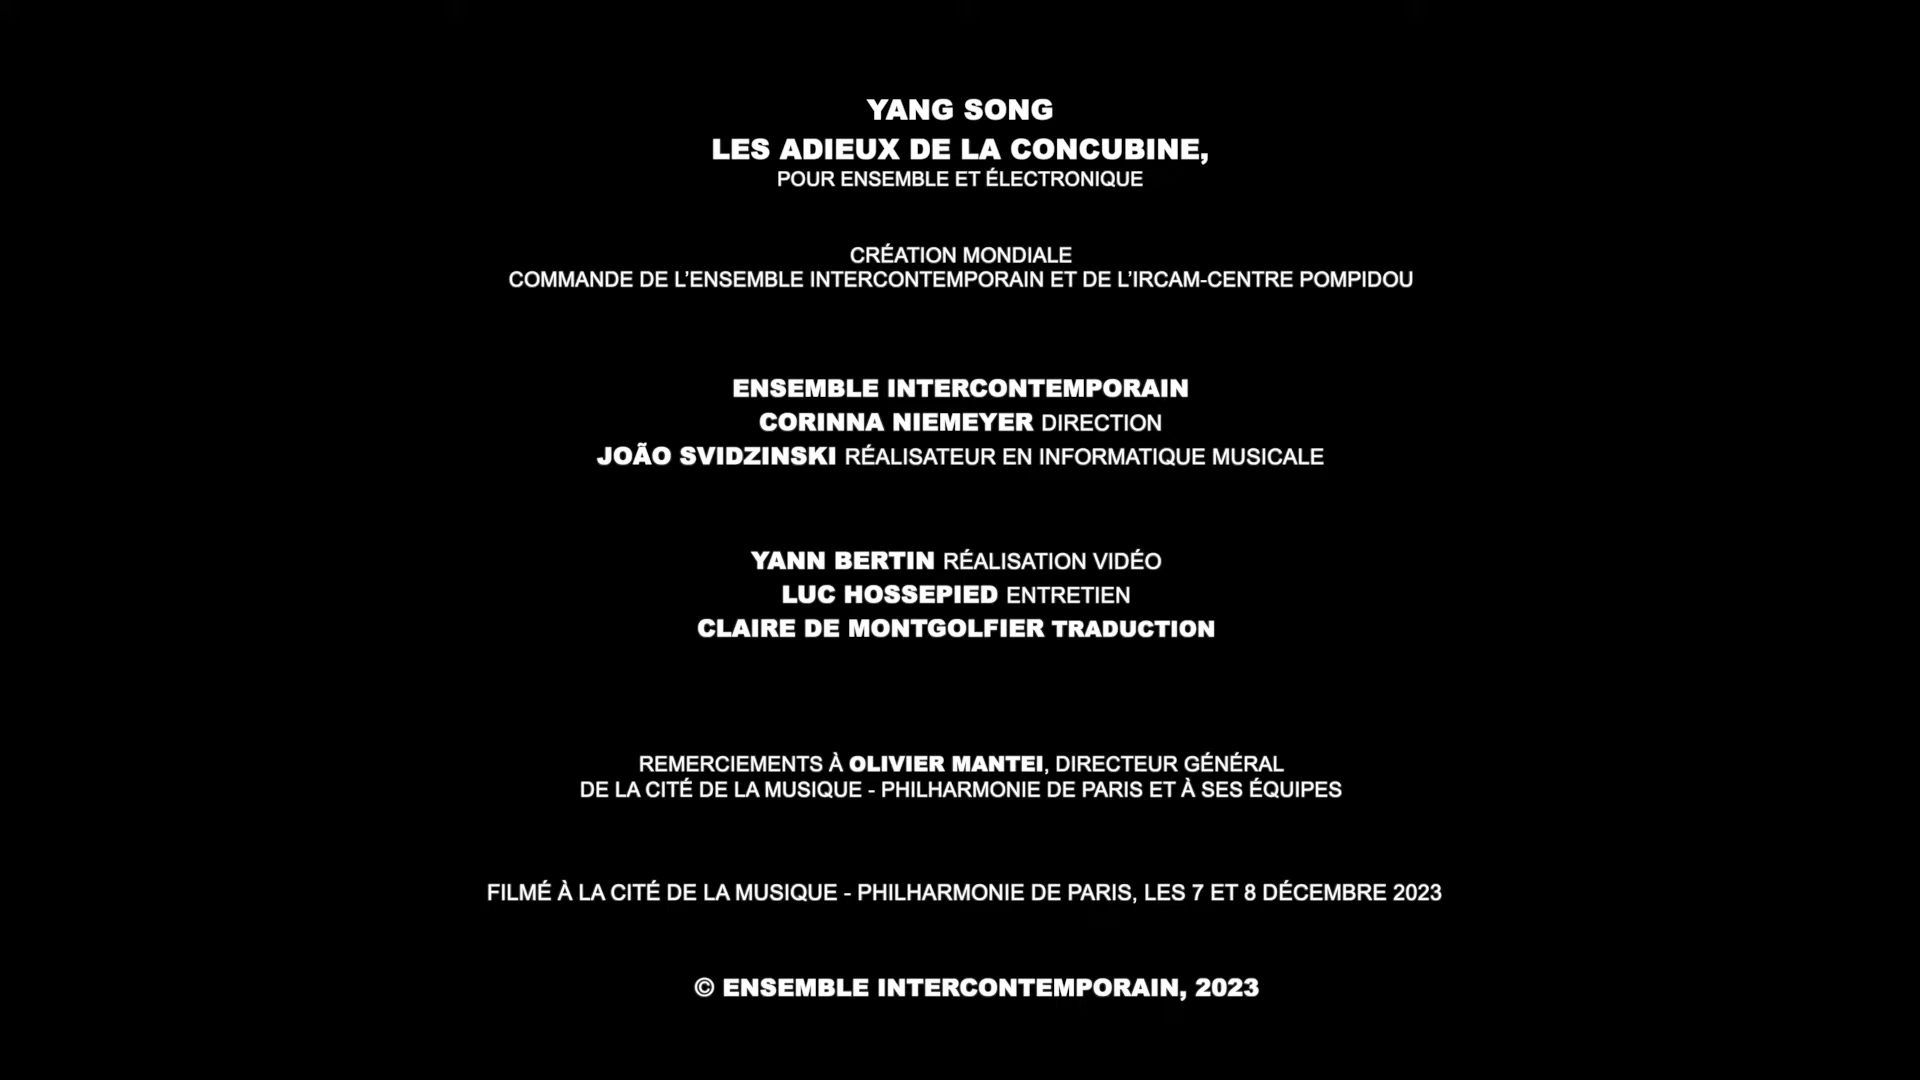 YANG SONG
LES ADIEUX DE LA CONCUBINE,
POUR ENSEMBLE ET ÉLECTRONIQUE
CRÉATION MONDIALE
COMMANDE DE L’ENSEMBLE INTERCONTEMPORAIN ET DE L’IRCAM-CENTRE POMPIDOU
ENSEMBLE INTERCONTEMPORAIN
CORINNA NIEMEYER DIRECTION
JOÃO SVIDZINSKI RÉALISATEUR EN INFORMATIQUE MUSICALE
YANN BERTIN RÉALISATION VIDÉO
LUC HOSSEPIED ENTRETIEN
CLAIRE DE MONTGOLFIER TRADUCTION
REMERCIEMENTS À OLIVIER MANTEI, DIRECTEUR GÉNÉRAL
DE LA CITÉ DE LA MUSIQUE - PHILHARMONIE DE PARIS ET À SES ÉQUIPES
FILMÉ À LA CITÉ DE LA MUSIQUE - PHILHARMONIE DE PARIS, LES 7 ET 8 DÉCEMBRE 2023
© ENSEMBLE INTERCONTEMPORAIN, 2023